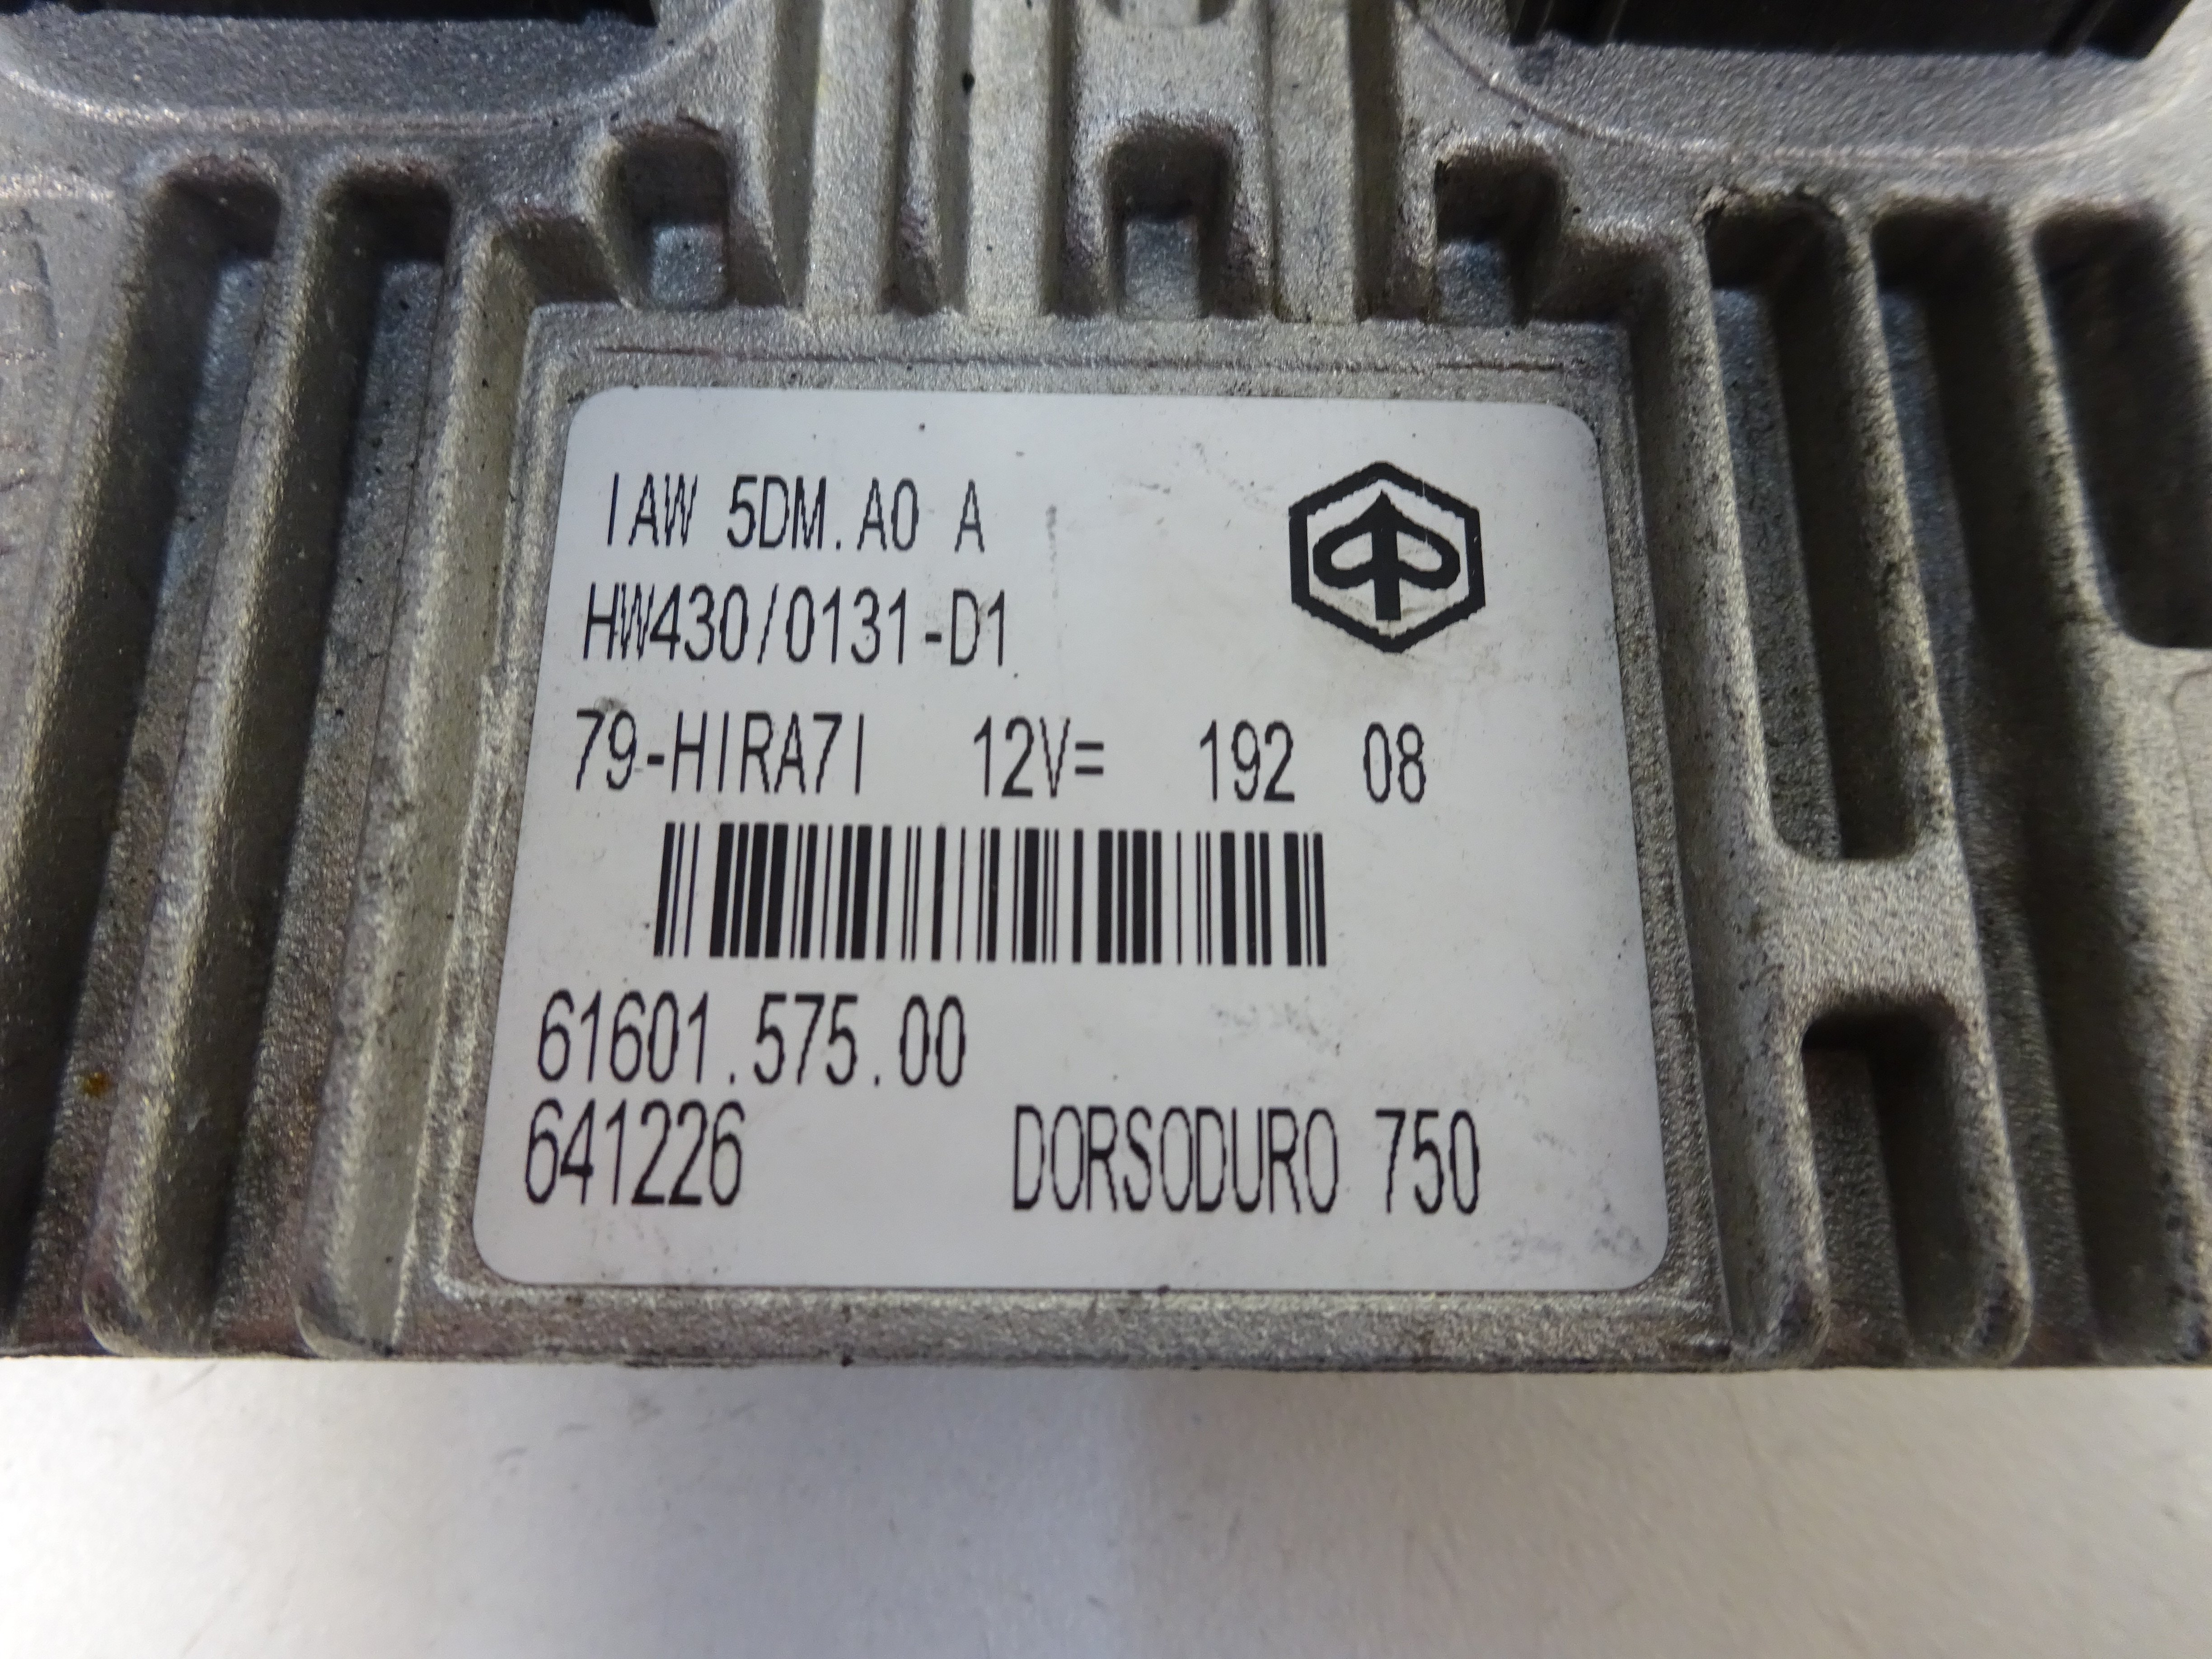 IAW 5DM.A0 A
HW430/0131-D1
79-HIRA7I 12V= 192 08
61601.575.00
641226 DORSODURO 750